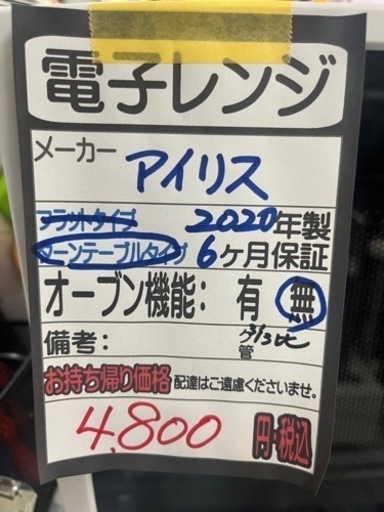 電子レンジ
メーカー アイリス
フラットタイプ 2020年製
ターンテーブルタイプ 6ヶ月保証
オーブン機能： 有 無
備考：
管
お持ち帰り価格 配達はご遠慮くださいませ。
4,800 円・税込